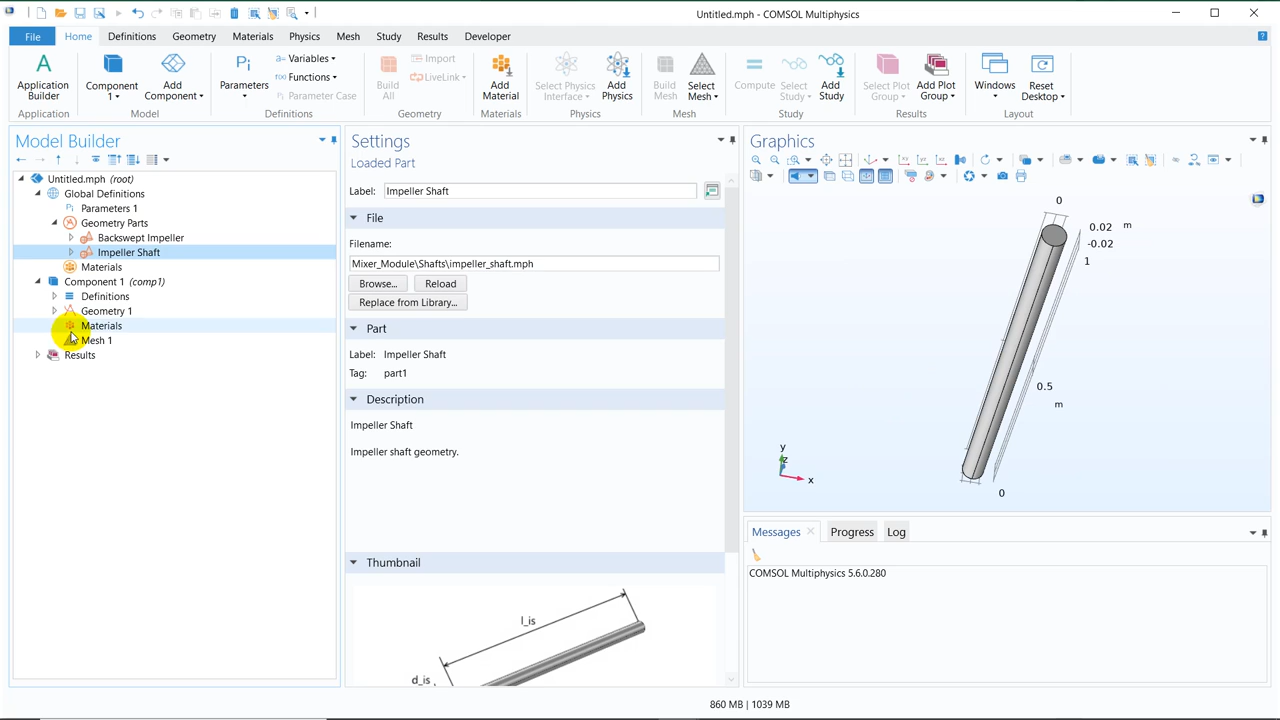 Untitled.mph - COMSOL Multiphysics
File Home Definitions Geometry Materials Physics Mesh Study Results Developer
Application Builder
Component 1
Add Component
Parameters
a= Variables
f(x) Functions
Parameter Case
Build All
Import
LiveLink
Add Material
Select Physics Interface
Add Physics
Build Mesh
Select Mesh
Compute
Select Study
Add Study
Select Plot Group
Add Plot Group
Windows
Reset Desktop
Application Model Definitions Geometry Materials Physics Mesh Study Results Layout
Model Builder
Untitled.mph (root)
Global Definitions
Pi Parameters 1
Geometry Parts
Backswept Impeller
Impeller Shaft
Materials
Component 1 (comp1)
Definitions
Geometry 1
Materials
Mesh 1
Results
Settings
Loaded Part
Label: Impeller Shaft
File
Filename:
Mixer_Module\Shafts\impeller_shaft.mph
Browse... Reload
Replace from Library...
Part
Label: Impeller Shaft
Tag: part1
Description
Impeller Shaft
Impeller shaft geometry.
Thumbnail
l_is
d_is
Graphics
0
0.02 m
-0.02
1
0.5
m
0
y
z
x
Messages Progress Log
COMSOL Multiphysics 5.6.0.280
860 MB | 1039 MB